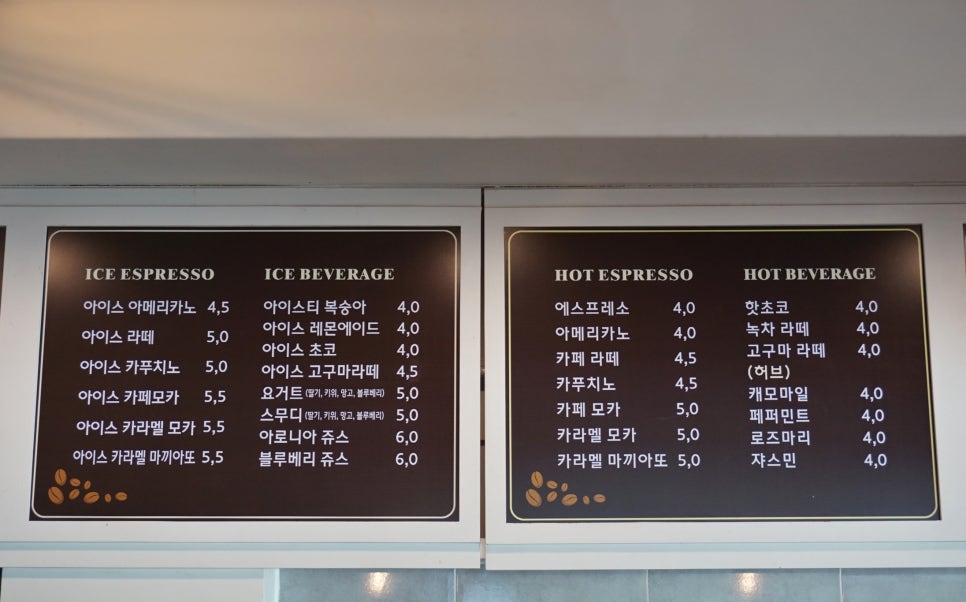 ICE ESPRESSO
아이스 아메리카노 4,5
아이스 라떼 5,0
아이스 카푸치노 5,0
아이스 카페모카 5,5
아이스 카라멜 모카 5,5
아이스 카라멜 마끼아또 5,5
ICE BEVERAGE
아이스티 복숭아 4,0
아이스 레몬에이드 4,0
아이스 초코 4,0
아이스 고구마라떼 4,5
요거트 (딸기, 키위, 망고, 블루베리) 5,0
스무디 (딸기, 키위, 망고, 블루베리) 5,0
아로니아 쥬스 6,0
블루베리 쥬스 6,0
HOT ESPRESSO
에스프레소 4,0
아메리카노 4,0
카페 라떼 4,5
카푸치노 4,5
카페 모카 5,0
카라멜 모카 5,0
카라멜 마끼아또 5,0
HOT BEVERAGE
핫초코 4,0
녹차 라떼 4,0
고구마 라떼 4,0
(허브)
캐모마일 4,0
페퍼민트 4,0
로즈마리 4,0
쟈스민 4,0